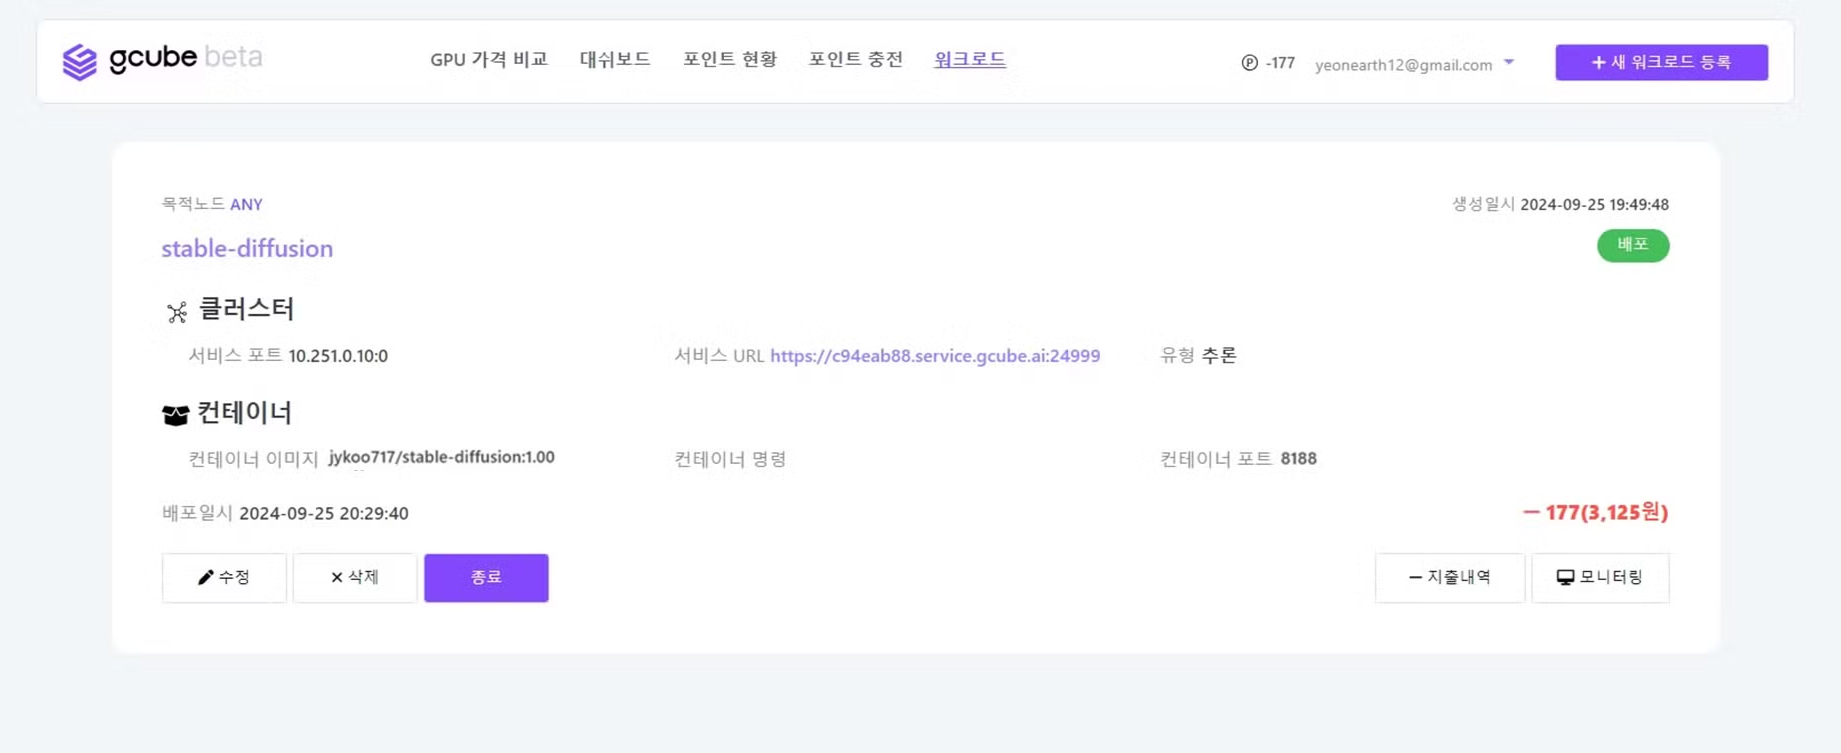 gcube beta
GPU 가격 비교 대쉬보드 포인트 현황 포인트 충전 워크로드
Ⓟ -177 yeonearth12@gmail.com + 새 워크로드 등록
목적노드 ANY
생성일시 2024-09-25 19:49:48
stable-diffusion
배포
클러스터
서비스 포트 10.251.0.10:0
서비스 URL https://c94eab88.service.gcube.ai:24999
유형 추론
컨테이너
컨테이너 이미지 jykoo717/stable-diffusion:1.00
컨테이너 명령
컨테이너 포트 8188
배포일시 2024-09-25 20:29:40
— 177(3,125원)
수정
× 삭제
종료
— 지출내역
모니터링